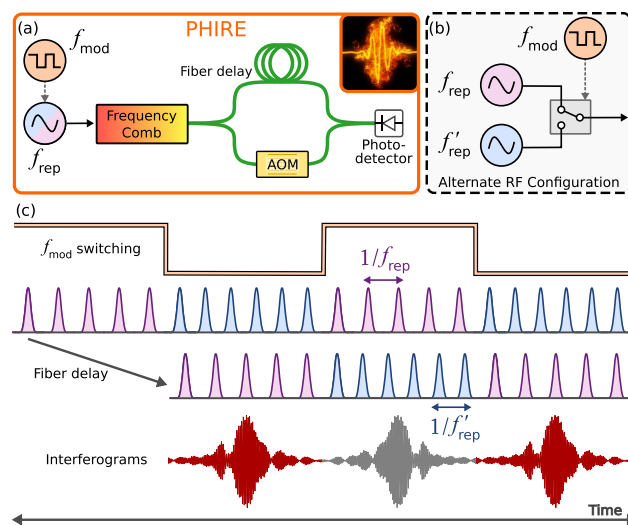 (a)
PHIRE
f_mod
Fiber delay
Frequency
Comb
f_rep
AOM
Photo-
detector
(b)
f_mod
f_rep
f′_rep
Alternate RF Configuration
(c)
f_mod switching
1/f_rep
Fiber delay
1/f′_rep
Interferograms
Time